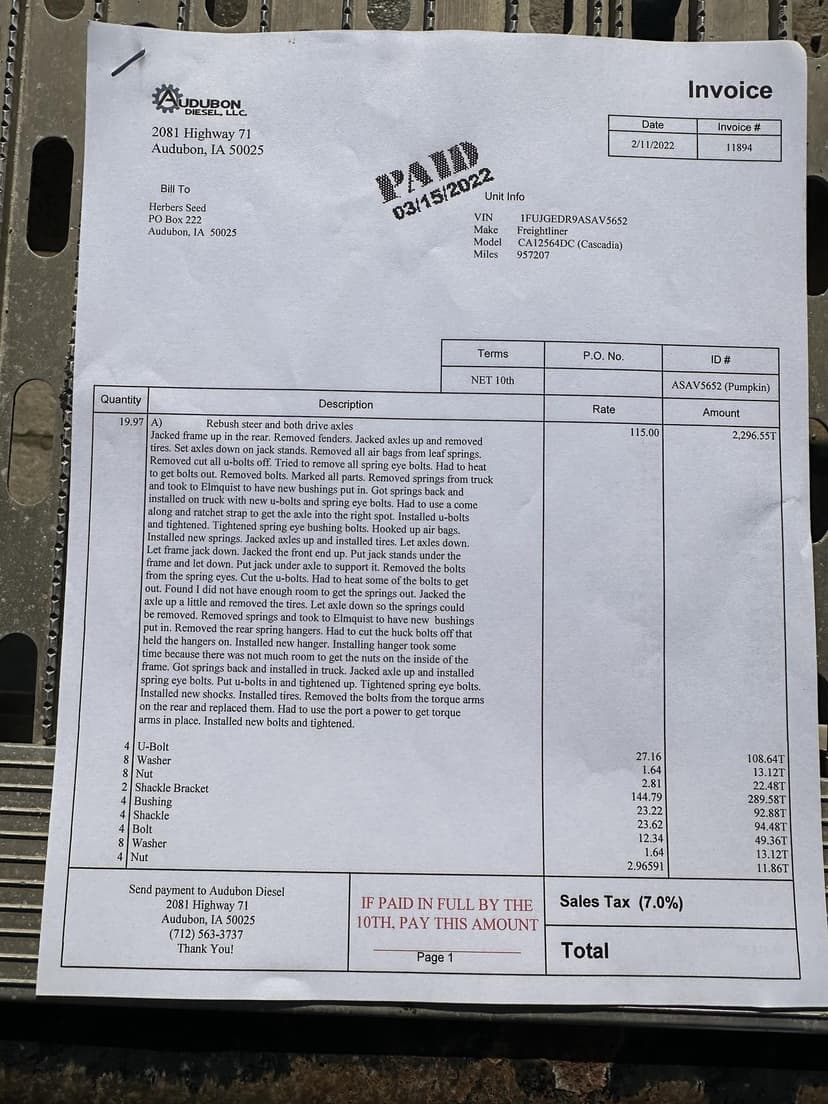 Invoice
AUDUBON
DIESEL, LLC.
2081 Highway 71
Audubon, IA 50025
Date
Invoice #
2/11/2022
11894
PAID
03/15/2022
Bill To
Herbers Seed
PO Box 222
Audubon, IA 50025
Unit Info
VIN 1FUJGEDR9ASAV5652
Make Freightliner
Model CA12564DC (Cascadia)
Miles 957207
Terms
P.O. No.
ID #
NET 10th
ASAV5652 (Pumpkin)
Quantity
Description
Rate
Amount
19.97 A) Rebush steer and both drive axles 115.00 2,296.55T
Jacked frame up in the rear. Removed fenders. Jacked axles up and removed
tires. Set axles down on jack stands. Removed all air bags from leaf springs.
Removed cut all u-bolts off. Tried to remove all spring eye bolts. Had to heat
to get bolts out. Removed bolts. Marked all parts. Removed springs from truck
and took to Elmquist to have new bushings put in. Got springs back and
installed on truck with new u-bolts and spring eye bolts. Had to use a come
along and ratchet strap to get the axle into the right spot. Installed u-bolts
and tightened. Tightened spring eye bushing bolts. Hooked up air bags.
Installed new springs. Jacked axles up and installed tires. Let axles down.
Let frame jack down. Jacked the front end up. Put jack stands under the
frame and let down. Put jack under axle to support it. Removed the bolts
from the spring eyes. Cut the u-bolts. Had to heat some of the bolts to get
out. Found I did not have enough room to get the springs out. Jacked the
axle up a little and removed the tires. Let axle down so the springs could
be removed. Removed springs and took to Elmquist to have new bushings
put in. Removed the rear spring hangers. Had to cut the huck bolts off that
held the hangers on. Installed new hanger. Installing hanger took some
time because there was not much room to get the nuts on the inside of the
frame. Got springs back and installed in truck. Jacked axle up and installed
spring eye bolts. Put u-bolts in and tightened up. Tightened spring eye bolts.
Installed new shocks. Installed tires. Removed the bolts from the torque arms
on the rear and replaced them. Had to use the port a power to get torque
arms in place. Installed new bolts and tightened.
4 U-Bolt 27.16 108.64T
8 Washer 1.64 13.12T
8 Nut 2.81 22.48T
2 Shackle Bracket 144.79 289.58T
4 Bushing 23.22 92.88T
4 Shackle 23.62 94.48T
4 Bolt 12.34 49.36T
8 Washer 1.64 13.12T
4 Nut 2.96591 11.86T
Send payment to Audubon Diesel
2081 Highway 71
Audubon, IA 50025
(712) 563-3737
Thank You!
IF PAID IN FULL BY THE
10TH, PAY THIS AMOUNT
Page 1
Sales Tax (7.0%)
Total